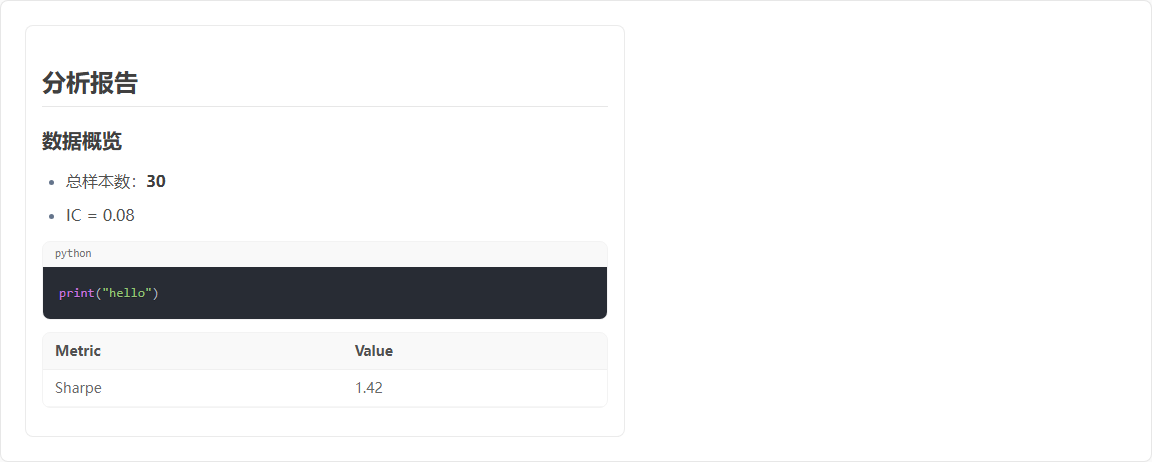 分析报告
数据概览
总样本数：30
IC = 0.08
python
print("hello")
Metric Value
Sharpe 1.42